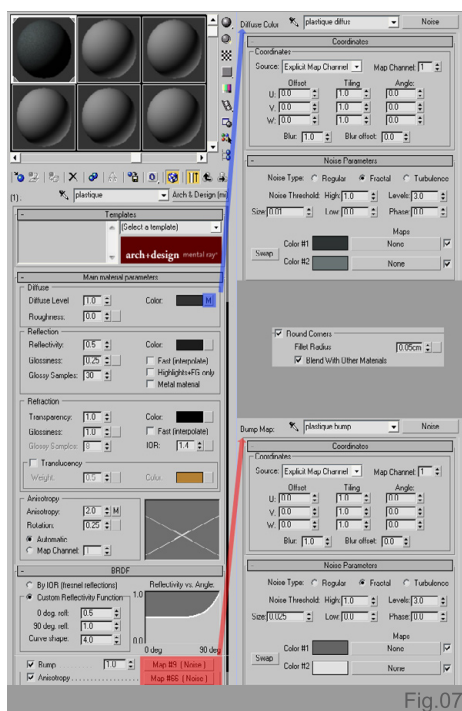 (1).
plastique
Arch & Design (mi
Templates
(Select a template)
arch+design mental ray
Main material parameters
Diffuse
Diffuse Level 1.0 Color: M
Roughness: 0.0
Reflection
Reflectivity: 0.5 Color:
Glossiness: 0.25 Fast (interpolate)
Highlights+FG only
Glossy Samples: 30
Metal material
Refraction
Transparency: 1.0 Color:
Glossiness: 1.0 Fast (interpolate)
Glossy Samples: 8 IOR: 1.4
Translucency
Weight: 0.5 Color:
Anisotropy
Anisotropy: 2.0 M
Rotation: 0.25
Automatic
Map Channel: 1
BRDF
By IOR (fresnel reflections) Reflectivity vs. Angle:
Custom Reflectivity Function
1.0
0 deg. refl: 0.5
90 deg. refl: 1.0
Curve shape: 4.0
0.0
0 deg 90 deg
Bump 1.0 Map #9 ( Noise )
Anisotropy Map #66 ( Noise )
Diffuse Color: plastique diffus Noise
Coordinates
Coordinates
Source: Explicit Map Channel Map Channel: 1
Offset Tiling Angle:
U: 0.0 1.0 0.0
V: 0.0 1.0 0.0
W: 0.0 1.0 0.0
Blur: 1.0 Blur offset: 0.0
Noise Parameters
Noise Type: Regular Fractal Turbulence
Noise Threshold: High: 1.0 Levels: 3.0
Size: 0.01 Low: 0.0 Phase: 0.0
Maps
Color #1 None
Swap
Color #2 None
Round Corners
Fillet Radius 0.05cm
Blend With Other Materials
Bump Map: plastique bump Noise
Coordinates
Coordinates
Source: Explicit Map Channel Map Channel: 1
Offset Tiling Angle:
U: 0.0 1.0 0.0
V: 0.0 1.0 0.0
W: 0.0 1.0 0.0
Blur: 1.0 Blur offset: 0.0
Noise Parameters
Noise Type: Regular Fractal Turbulence
Noise Threshold: High: 1.0 Levels: 3.0
Size: 0.025 Low: 0.0 Phase: 0.0
Maps
Color #1 None
Swap
Color #2 None
Fig.07